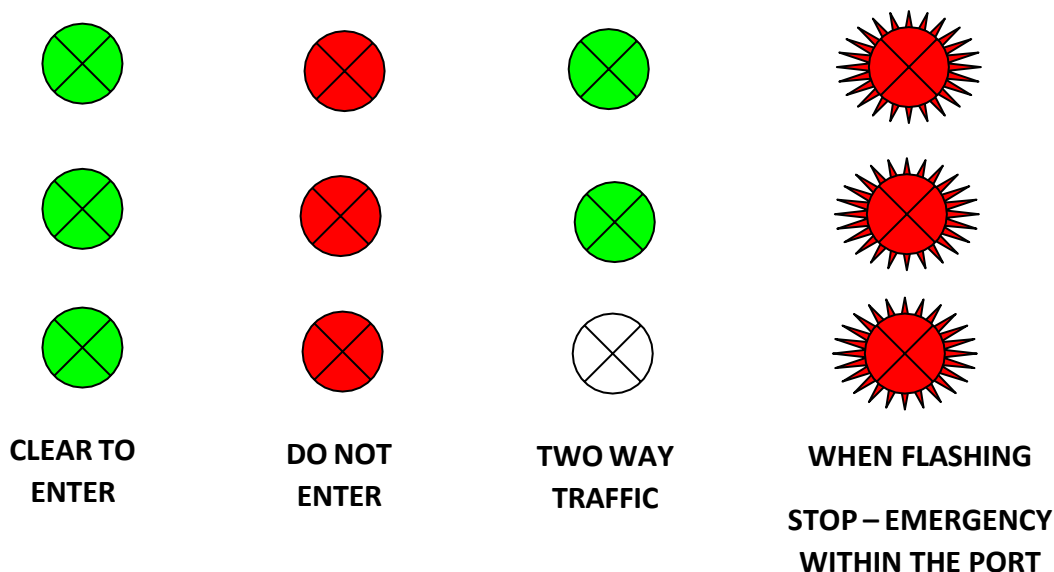 CLEAR TO
ENTER
DO NOT
ENTER
TWO WAY
TRAFFIC
WHEN FLASHING
STOP – EMERGENCY
WITHIN THE PORT